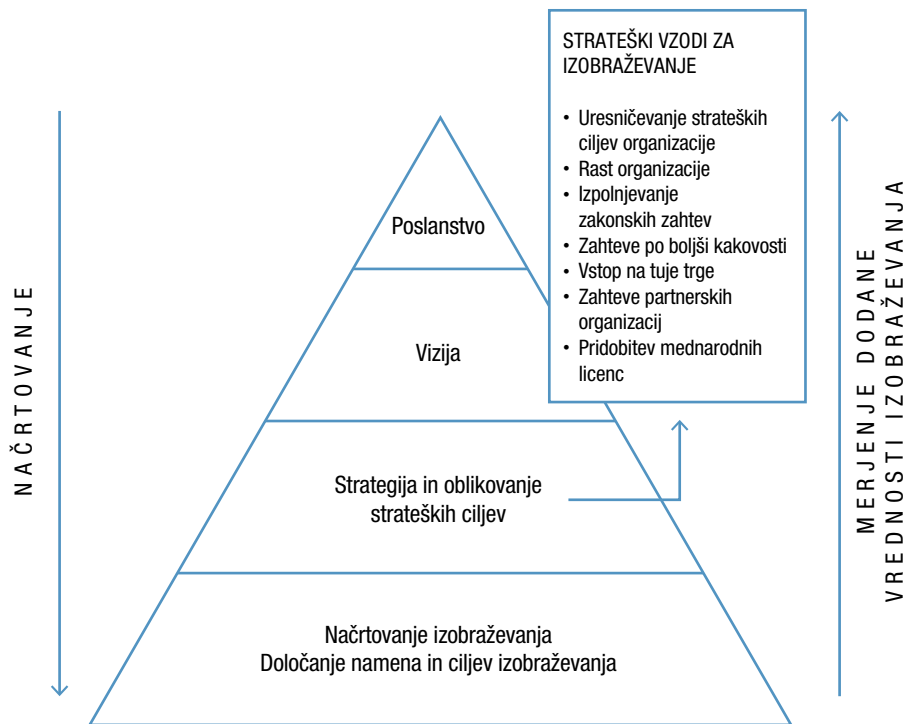 STRATEŠKI VZODI ZA
IZOBRAŽEVANJE
• Uresničevanje strateških
ciljev organizacije
• Rast organizacije
• Izpolnjevanje
zakonskih zahtev
• Zahteve po boljši kakovosti
• Vstop na tuje trge
• Zahteve partnerskih
organizacij
• Pridobitev mednarodnih
licenc
Poslanstvo
Vizija
Strategija in oblikovanje
strateških ciljev
Načrtovanje izobraževanja
Določanje namena in ciljev izobraževanja
NAČRTOVANJE
MERJENJE DODANE
VREDNOSTI IZOBRAŽEVANJA